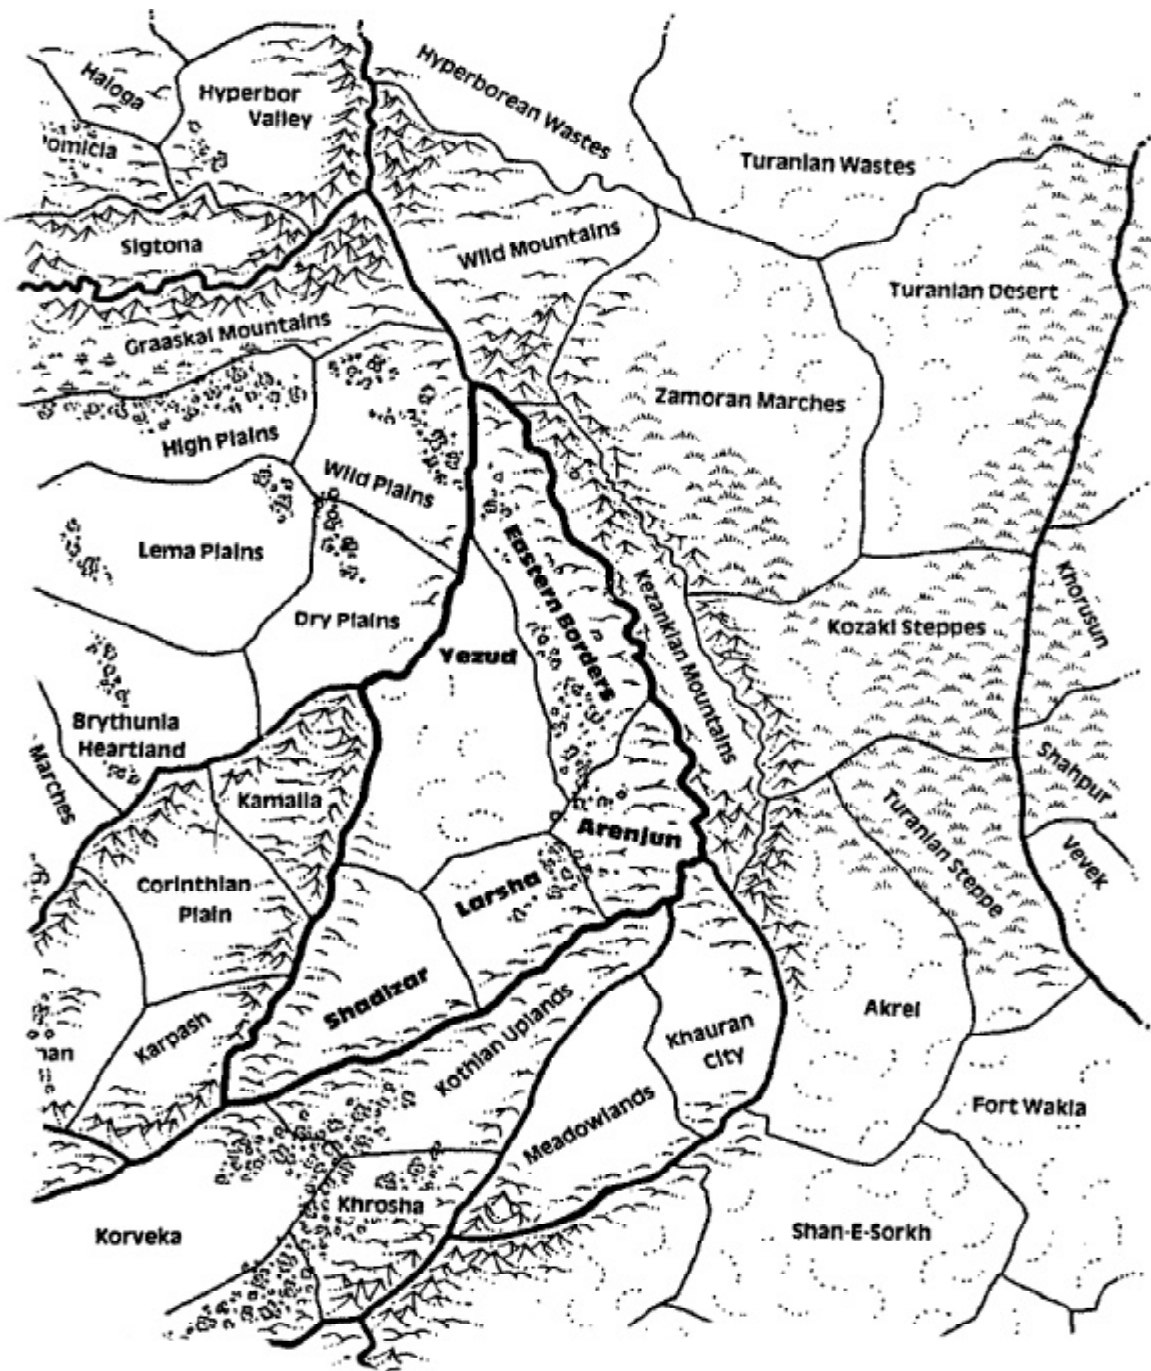 Haloga
Hyperbor
Valley
Hyperborean Wastes
Turanian Wastes
omicia
Sigtona
Wild Mountains
Turanian Desert
Graaskal Mountains
Zamoran Marches
High Plains
Wild Plains
Lema Plains
Eastern Borders
Kezankian Mountains
Khorusun
Dry Plains
Kozaki Steppes
Yezud
Brythunia
Heartland
Marches
Shahpur
Kamalia
Turanian Steppe
Arenjun
Vevek
Corinthian
Plain
Larsha
Shadizar
Akrel
Karpash
Kothian Uplands
Khauran
City
nan
Meadowlands
Fort Wakla
Khrosha
Korveka
Shan-E-Sorkh